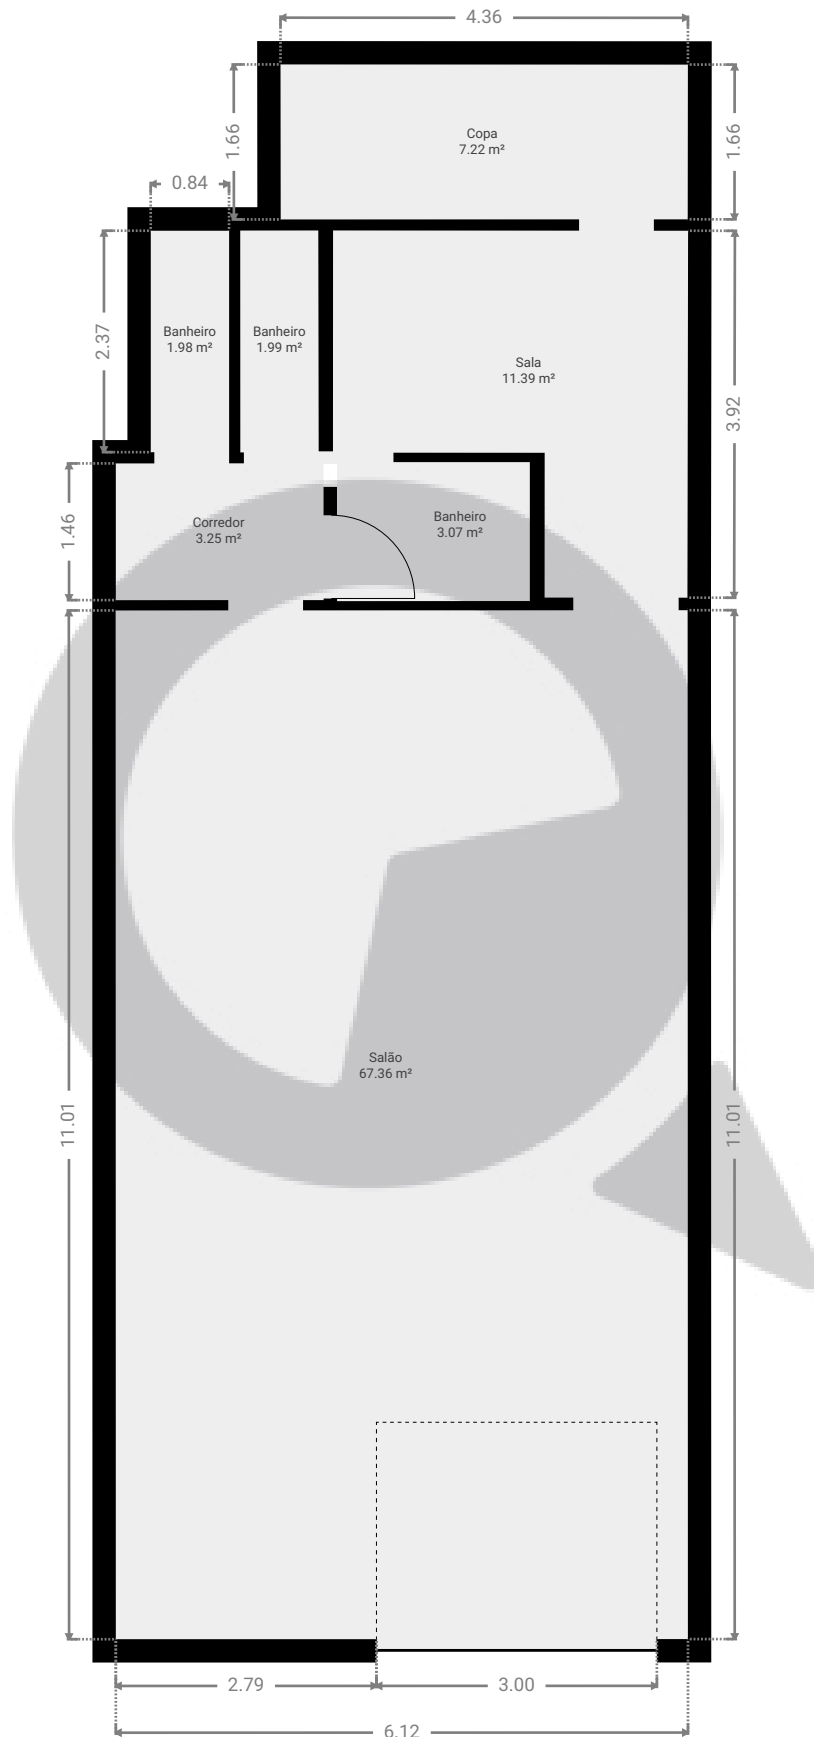 4.36
1.66
Copa
7.22 m²
1.66
0.84
2.37
Banheiro
1.98 m²
Banheiro
1.99 m²
Sala
11.39 m²
3.92
1.46
Corredor
3.25 m²
Banheiro
3.07 m²
Salão
67.36 m²
11.01
11.01
2.79
3.00
6.12